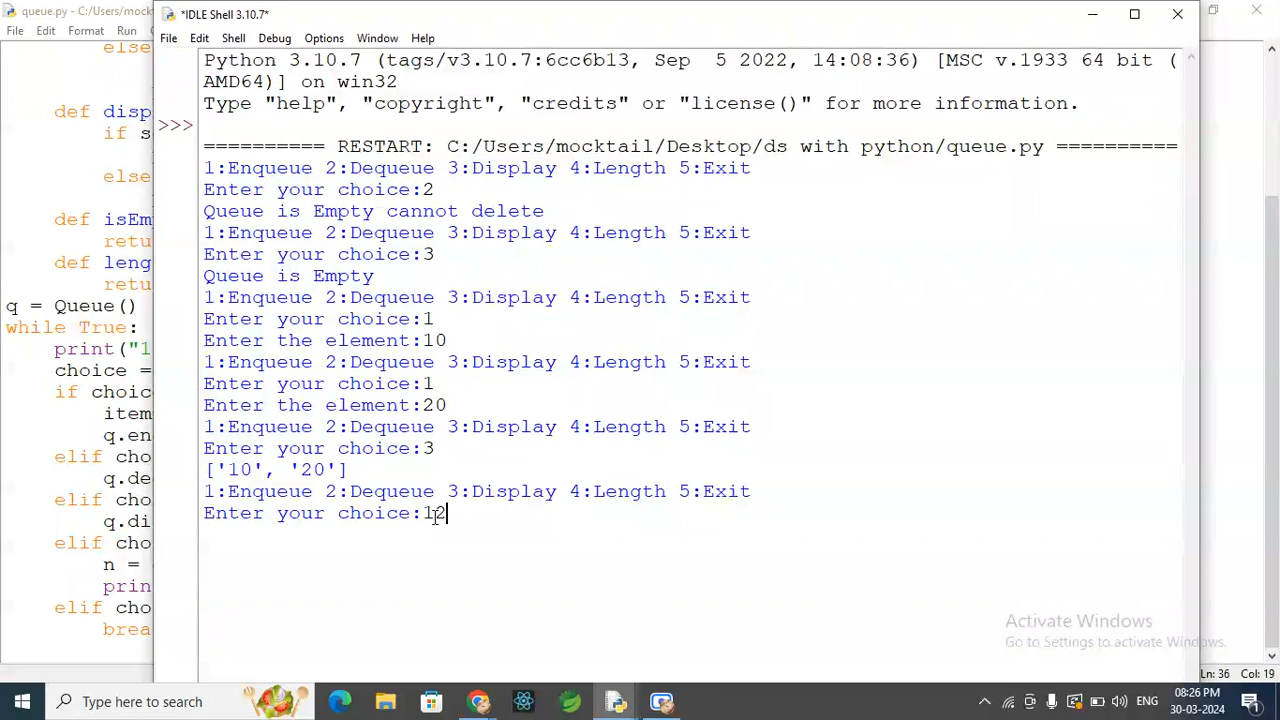 queue.py - C:/Users/mockta
File Edit Format Run
else
def disp
if s
else
def isEm
retu
def leng
retu
q = Queue()
while True:
print("1
choice =
if choic
item
q.en
elif cho
q.de
elif cho
q.di
elif cho
n =
prin
elif cho
brea
*IDLE Shell 3.10.7*
File Edit Shell Debug Options Window Help
Python 3.10.7 (tags/v3.10.7:6cc6b13, Sep 5 2022, 14:08:36) [MSC v.1933 64 bit (
AMD64)] on win32
Type "help", "copyright", "credits" or "license()" for more information.
>>>
========== RESTART: C:/Users/mocktail/Desktop/ds with python/queue.py ==========
1:Enqueue 2:Dequeue 3:Display 4:Length 5:Exit
Enter your choice:2
Queue is Empty cannot delete
1:Enqueue 2:Dequeue 3:Display 4:Length 5:Exit
Enter your choice:3
Queue is Empty
1:Enqueue 2:Dequeue 3:Display 4:Length 5:Exit
Enter your choice:1
Enter the element:10
1:Enqueue 2:Dequeue 3:Display 4:Length 5:Exit
Enter your choice:1
Enter the element:20
1:Enqueue 2:Dequeue 3:Display 4:Length 5:Exit
Enter your choice:3
['10', '20']
1:Enqueue 2:Dequeue 3:Display 4:Length 5:Exit
Enter your choice:12
Activate Windows
Go to Settings to activate Windows.
Ln: 36 Col: 19
Type here to search
ENG
08:26 PM
30-03-2024